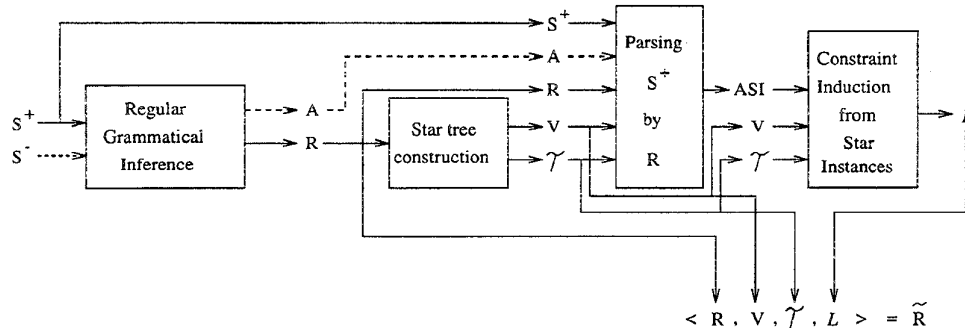 S⁺
S⁻
Regular
Grammatical
Inference
A
R
Star tree
construction
S⁺
A
R
V
𝒯
Parsing
S⁺
by
R
ASI
V
𝒯
Constraint
Induction
from
Star
Instances
< R , V , 𝒯 , L > = R̃